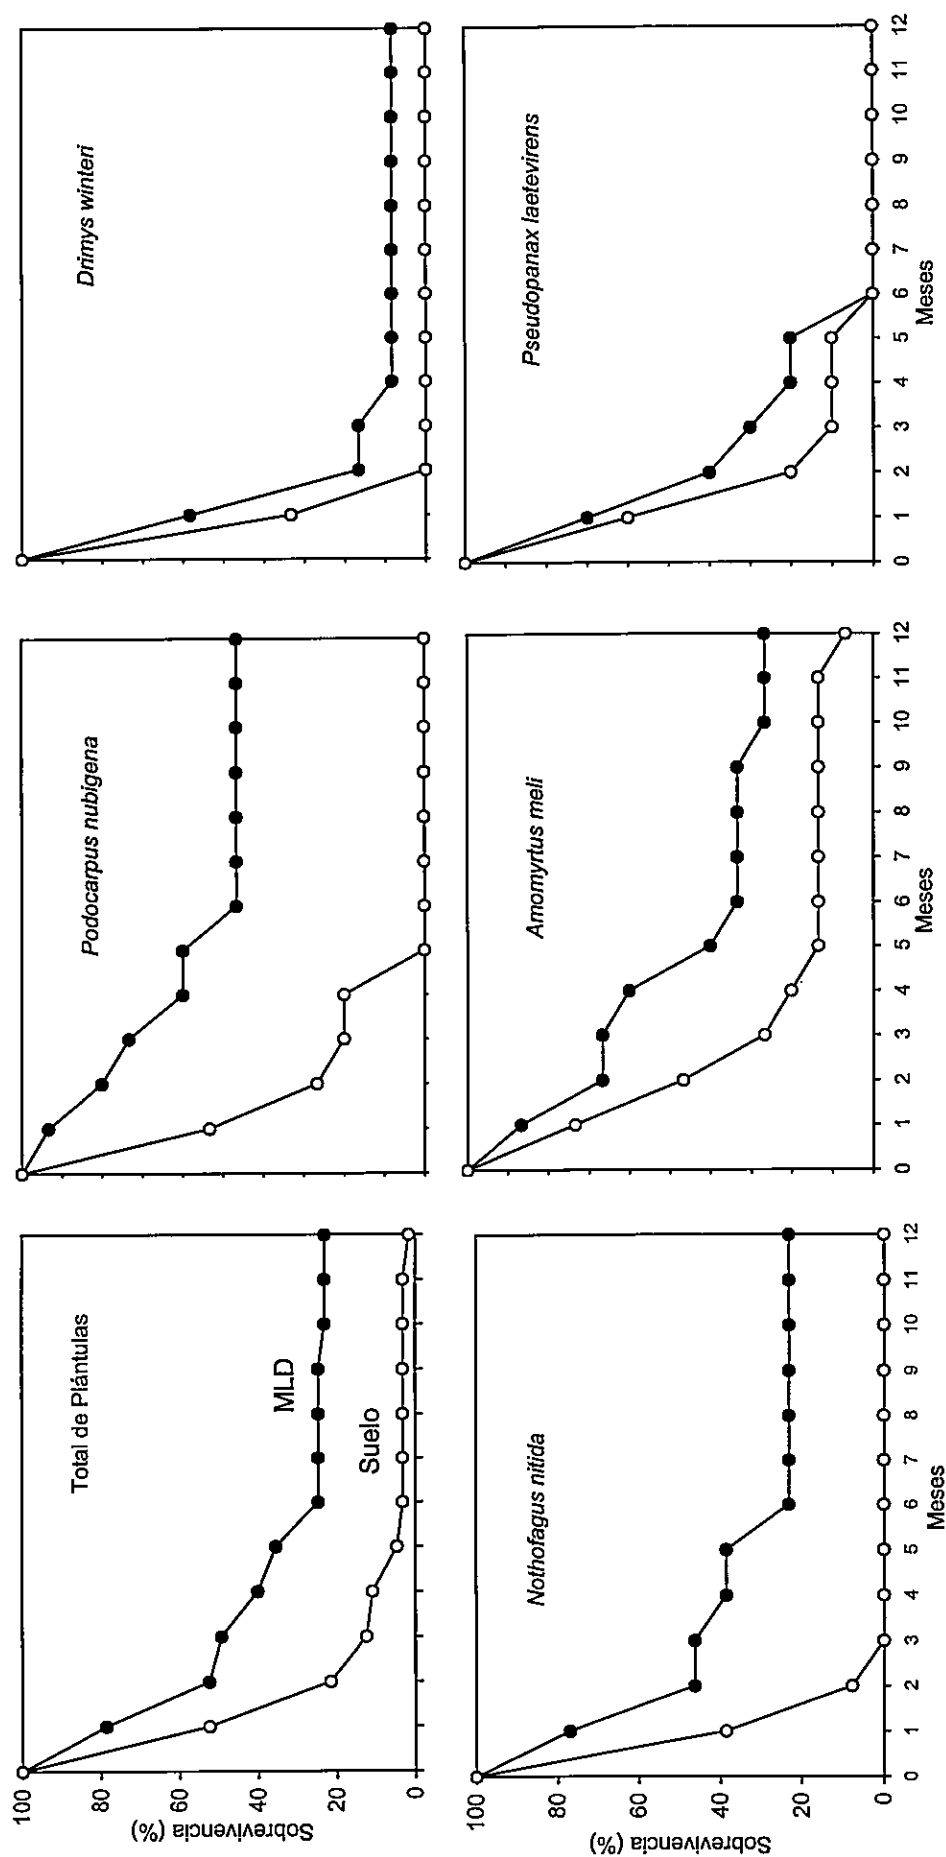 Total de Plántulas
Podocarpus nubigena
Drimys winteri
MLD
Suelo
Sobrevivencia (%)
100
80
60
40
20
Nothofagus nitida
Amomyrtus meli
Pseudopanax laetevirens
Sobrevivencia (%)
100
80
60
40
20
0 1 2 3 4 5 6 7 8 9 10 11 12
0 1 2 3 4 5 6 7 8 9 10 11 12
0 1 2 3 4 5 6 7 8 9 10 11 12
Meses
Meses
Meses